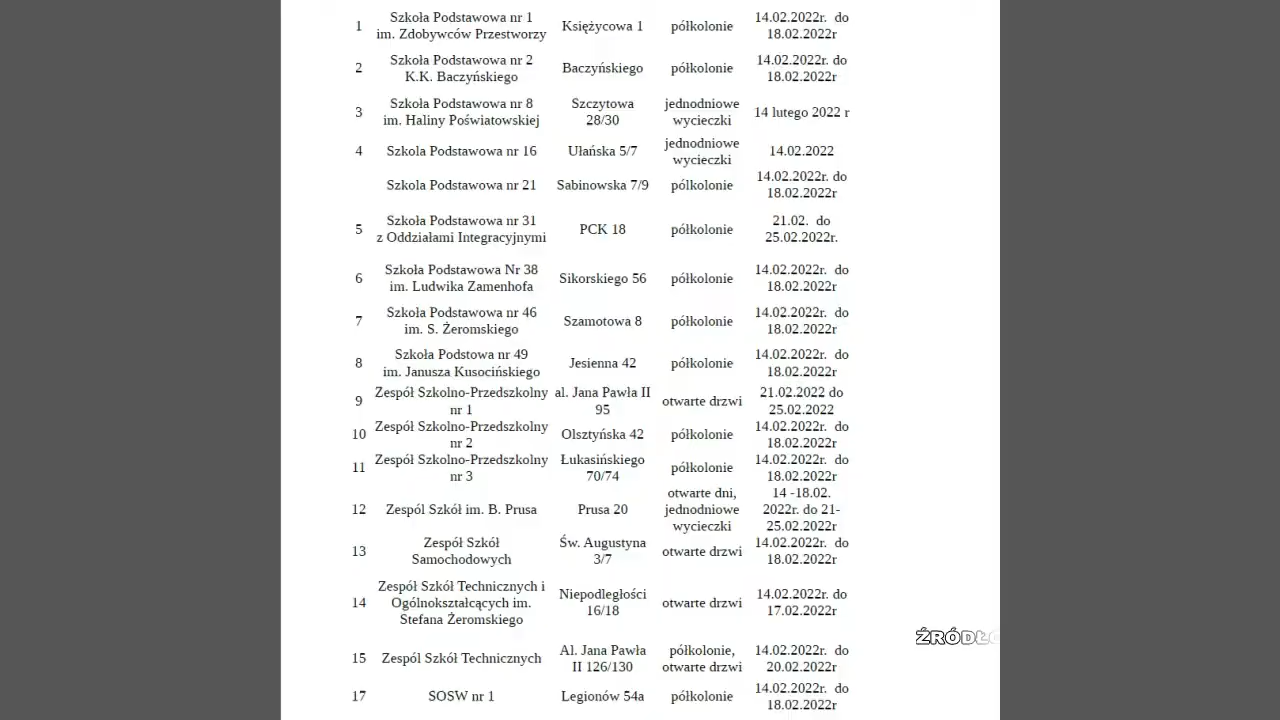 1 Szkoła Podstawowa nr 1 im. Zdobywców Przestworzy Księżycowa 1 półkolonie 14.02.2022r. do 18.02.2022r
2 Szkoła Podstawowa nr 2 K.K. Baczyńskiego Baczyńskiego półkolonie 14.02.2022r. do 18.02.2022r
3 Szkoła Podstawowa nr 8 im. Haliny Poświatowskiej Szczytowa 28/30 jednodniowe wycieczki 14 lutego 2022 r
4 Szkola Podstawowa nr 16 Ułańska 5/7 jednodniowe wycieczki 14.02.2022
Szkola Podstawowa nr 21 Sabinowska 7/9 pólkolonie 14.02.2022r. do 18.02.2022r
5 Szkoła Podstawowa nr 31 z Oddziałami Integracyjnymi PCK 18 półkolonie 21.02. do 25.02.2022r.
6 Szkoła Podstawowa Nr 38 im. Ludwika Zamenhofa Sikorskiego 56 półkolonie 14.02.2022r. do 18.02.2022r
7 Szkoła Podstawowa nr 46 im. S. Żeromskiego Szamotowa 8 półkolonie 14.02.2022r. do 18.02.2022r
8 Szkoła Podstowa nr 49 im. Janusza Kusocińskiego Jesienna 42 półkolonie 14.02.2022r. do 18.02.2022r
9 Zespół Szkolno-Przedszkolny nr 1 al. Jana Pawła II 95 otwarte drzwi 21.02.2022 do 25.02.2022
10 Zespół Szkolno-Przedszkolny nr 2 Olsztyńska 42 półkolonie 14.02.2022r. do 18.02.2022r
11 Zespół Szkolno-Przedszkolny nr 3 Łukasińskiego 70/74 półkolonie 14.02.2022r. do 18.02.2022r
12 Zespól Szkół im. B. Prusa Prusa 20 otwarte dni, jednodniowe wycieczki 14 -18.02. 2022r. do 21-25.02.2022r
13 Zespół Szkół Samochodowych Św. Augustyna 3/7 otwarte drzwi 14.02.2022r. do 18.02.2022r
14 Zespół Szkół Technicznych i Ogólnokształcących im. Stefana Żeromskiego Niepodległości 16/18 otwarte drzwi 14.02.2022r. do 17.02.2022r
15 Zespól Szkół Technicznych Al. Jana Pawła II 126/130 półkolonie, otwarte drzwi 14.02.2022r. do 20.02.2022r
17 SOSW nr 1 Legionów 54a półkolonie 14.02.2022r. do 18.02.2022r